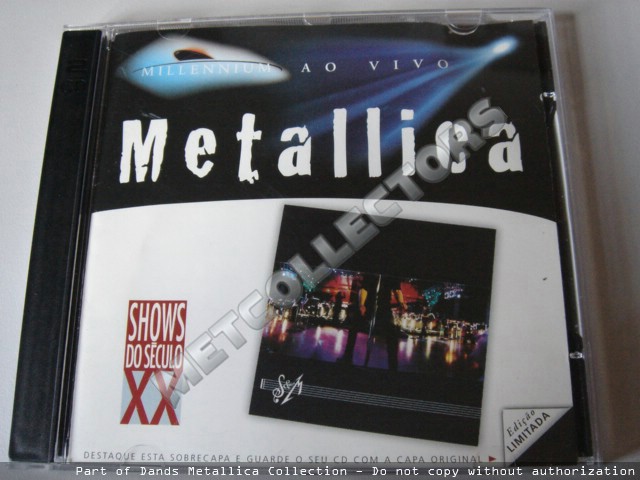 MILLENNIUM AO VIVO
Metallica
METCOLLECTORS
SHOWS
DO SÉCULO
XX
S&M
Edição
LIMITADA
DESTAQUE ESTA SOBRECAPA E GUARDE O SEU CD COM A CAPA ORIGINAL
Part of Dands Metallica Collection - Do not copy without authorization